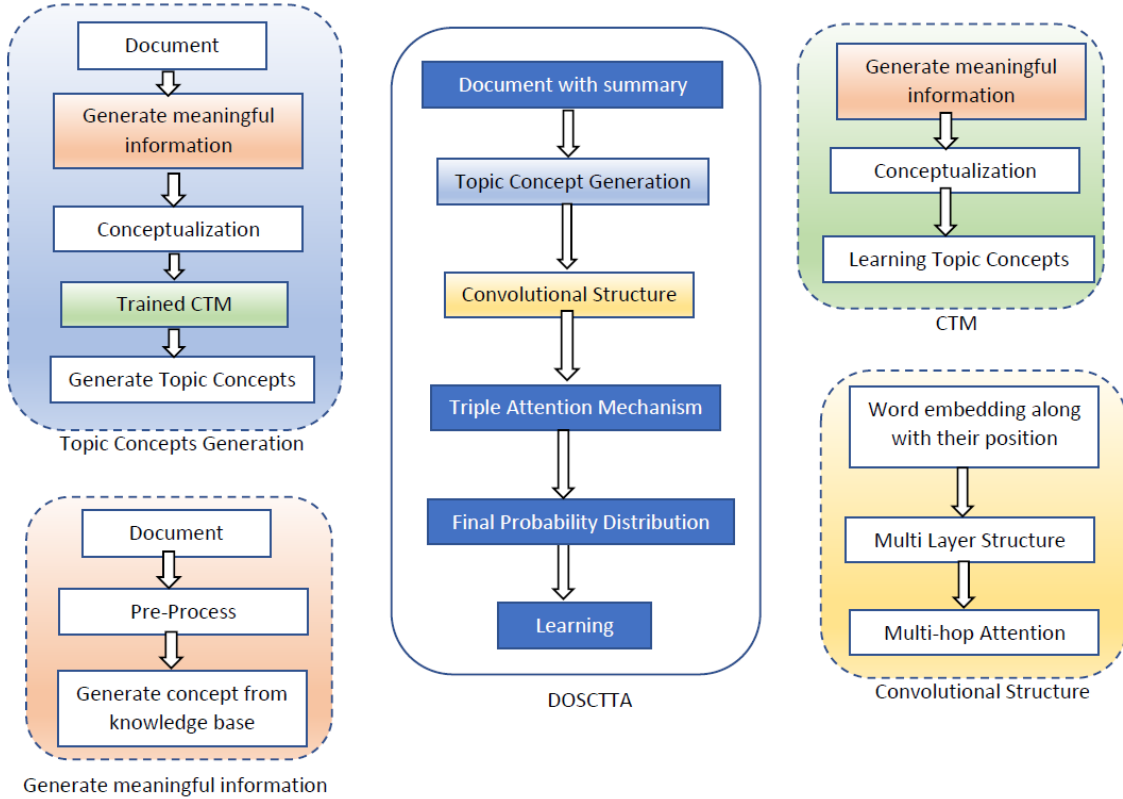 Document
Generate meaningful
information
Conceptualization
Trained CTM
Generate Topic Concepts
Topic Concepts Generation
Document
Pre-Process
Generate concept from
knowledge base
Generate meaningful information
Document with summary
Topic Concept Generation
Convolutional Structure
Triple Attention Mechanism
Final Probability Distribution
Learning
DOSCTTA
Generate meaningful
information
Conceptualization
Learning Topic Concepts
CTM
Word embedding along
with their position
Multi Layer Structure
Multi-hop Attention
Convolutional Structure